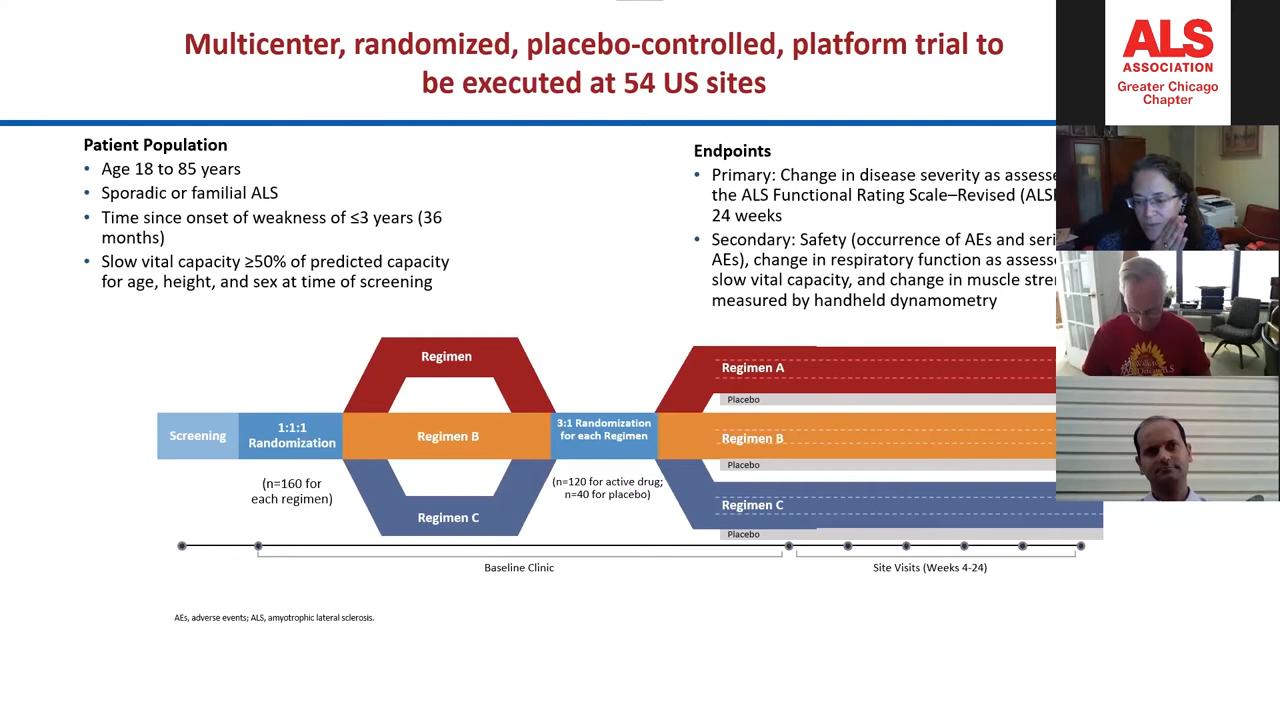 Multicenter, randomized, placebo-controlled, platform trial to
be executed at 54 US sites
Patient Population
• Age 18 to 85 years
• Sporadic or familial ALS
• Time since onset of weakness of ≤3 years (36
months)
• Slow vital capacity ≥50% of predicted capacity
for age, height, and sex at time of screening
Endpoints
• Primary: Change in disease severity as
the ALS Functional Rating Scale–Revised
24 weeks
• Secondary: Safety (occurrence of AEs and
AEs), change in respiratory function as
slow vital capacity, and change in muscle
measured by handheld dynamometry
Screening
1:1:1
Randomization
(n=160 for
each regimen)
Regimen
Regimen B
Regimen C
3:1 Randomization
for each Regimen
(n=120 for active drug;
n=40 for placebo)
Regimen A
Placebo
Regimen B
Placebo
Regimen C
Placebo
Baseline Clinic
Site Visits (Weeks 4-24)
AEs, adverse events; ALS, amyotrophic lateral sclerosis.
ALS
ASSOCIATION
Greater Chicago
Chapter